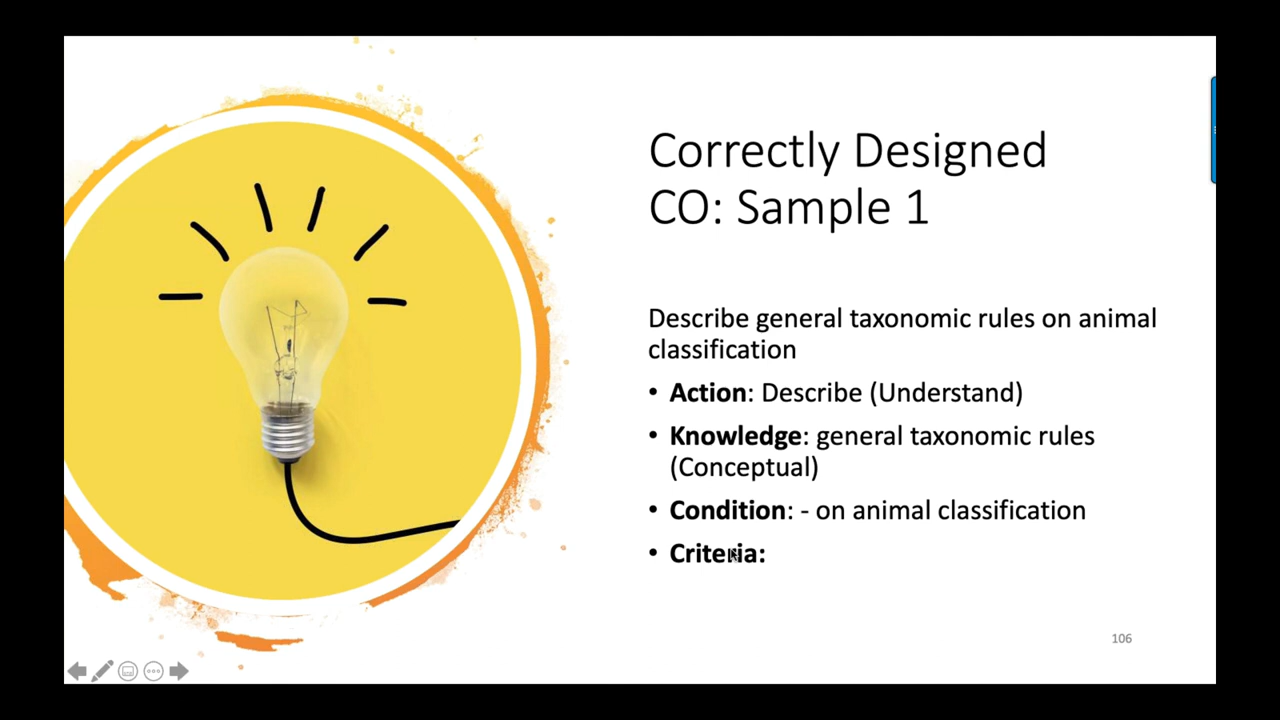 Correctly Designed
CO: Sample 1
Describe general taxonomic rules on animal
classification
• Action: Describe (Understand)
• Knowledge: general taxonomic rules
(Conceptual)
• Condition: - on animal classification
• Criteria:
106